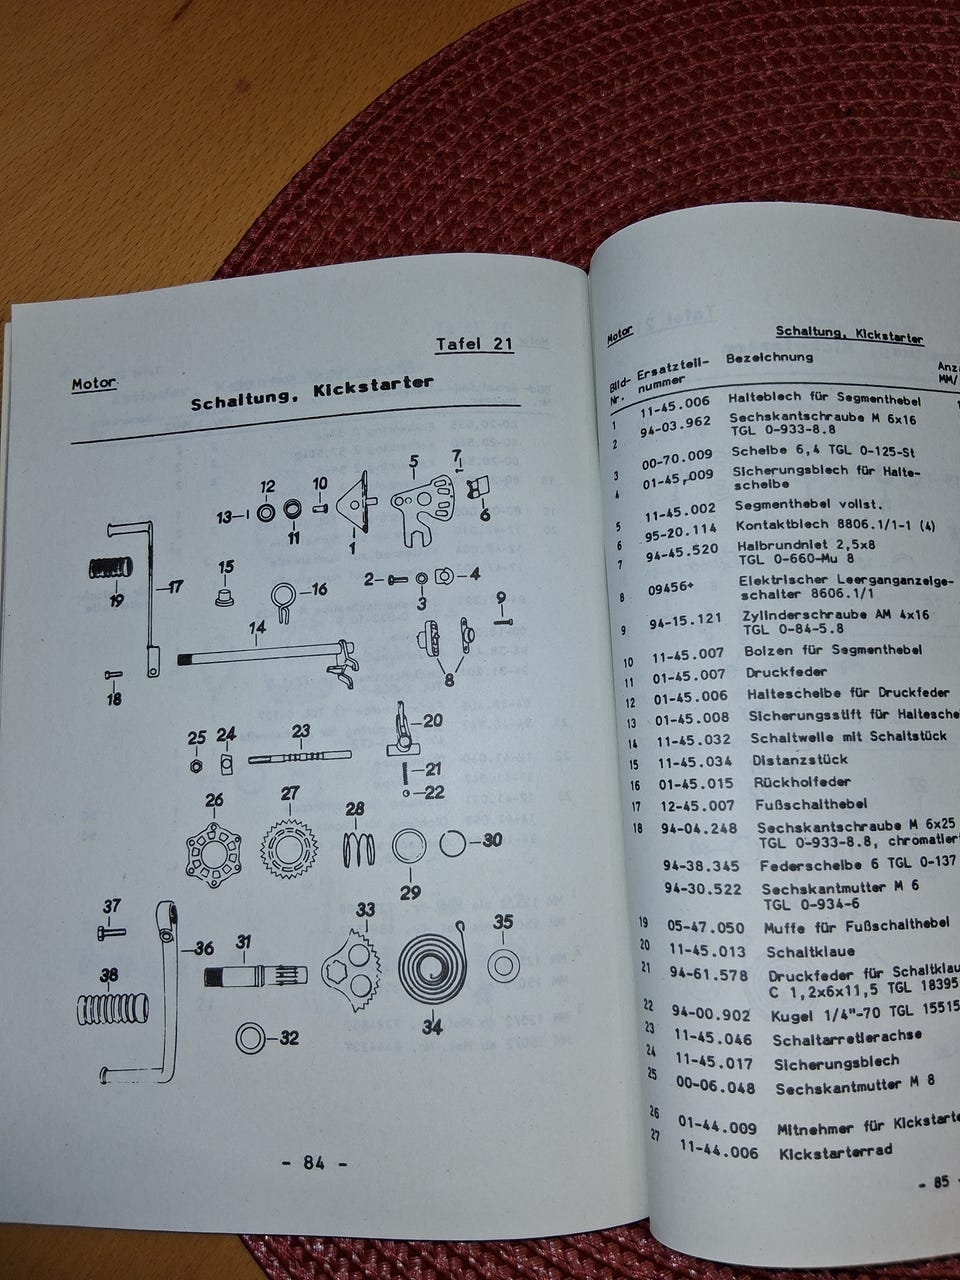 Tafel 21
Motor
Schaltung, Kickstarter
12
10
5
7
13
11
1
6
15
16
2
4
3
9
17
19
14
18
8
25
24
23
20
21
22
26
27
28
30
29
37
33
35
36
31
38
34
32
- 84 -
Motor
Schaltung, Kickstarter
Bild-Nr.
Ersatzteil-nummer
Bezeichnung
MM/
1 11-45.006 Halteblech für Segmenthebel
2 94-03.962 Sechskantschraube M 6x16
TGL 0-933-8.8
3 00-70.009 Scheibe 6,4 TGL 0-125-St
4 01-45.009 Sicherungsblech für Halte-
scheibe
5 11-45.002 Segmenthebel vollst.
6 95-20.114 Kontaktblech 8806.1/1-1 (4)
7 94-45.520 Halbrundniet 2,5x8
TGL 0-660-Mu 8
8 09456+ Elektrischer Leerganganzeige-
schalter 8606.1/1
9 94-15.121 Zylinderschraube AM 4x16
TGL 0-84-5.8
10 11-45.007 Bolzen für Segmenthebel
11 01-45.007 Druckfeder
12 01-45.006 Haltescheibe für Druckfeder
13 01-45.008 Sicherungsstift für Haltesche
14 11-45.032 Schaltwelle mit Schaltstück
15 11-45.034 Distanzstück
16 01-45.015 Rückholfeder
17 12-45.007 Fußschalthebel
18 94-04.248 Sechskantschraube M 6x25
TGL 0-933-8.8, chromatier
94-38.345 Federscheibe 6 TGL 0-137
94-30.522 Sechskantmutter M 6
TGL 0-934-6
19 05-47.050 Muffe für Fußschalthebel
20 11-45.013 Schaltklaue
21 94-61.578 Druckfeder für Schaltklau
C 1,2x6x11,5 TGL 18395
22 94-00.902 Kugel 1/4"-70 TGL 15515
23 11-45.046 Schaltarretierachse
24 11-45.017 Sicherungsblech
25 00-06.048 Sechskantmutter M 8
26 01-44.009 Mitnehmer für Kickstarte
27 11-44.006 Kickstarterrad
- 85